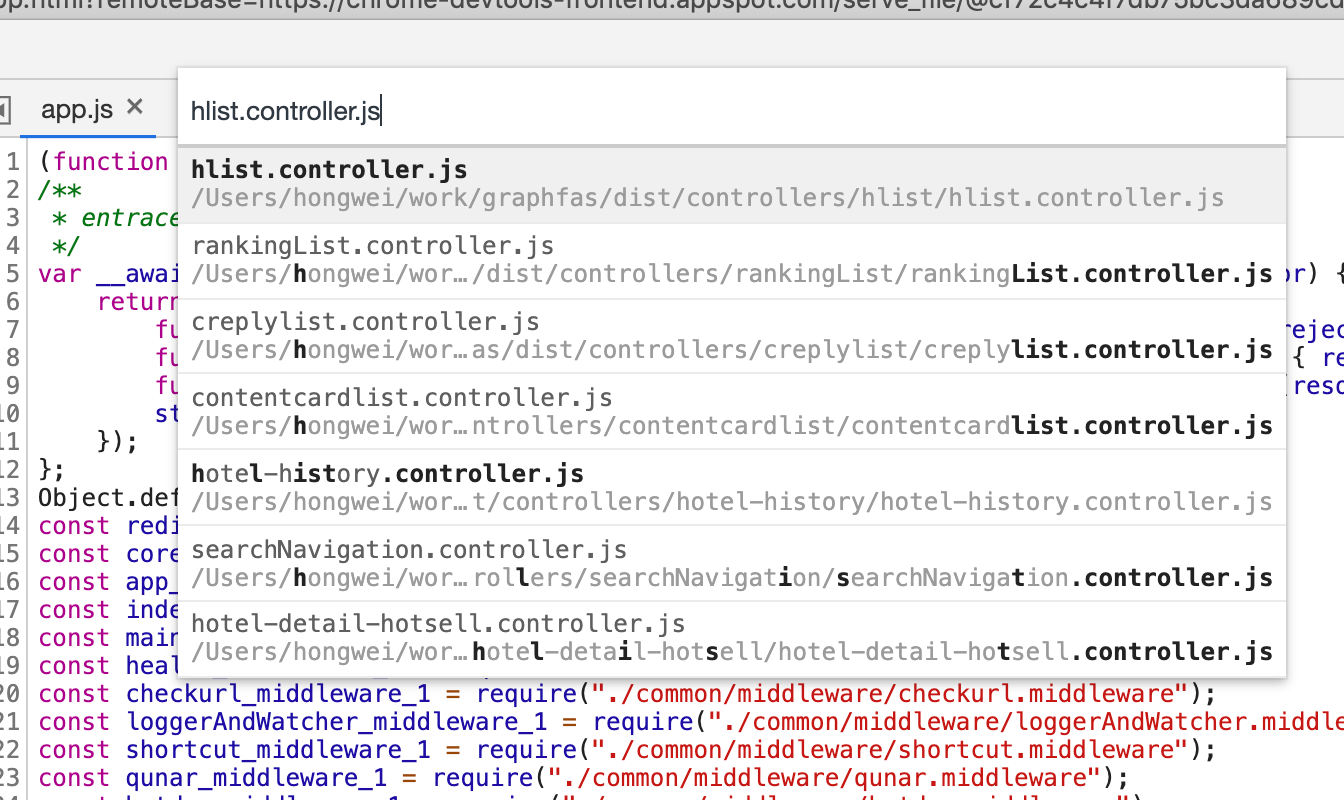 op.html?remoteBase=https://chrome-devtools-frontend.appspot.com/serve_file/@cf72c4c4f7db75bc3da689cd
app.js ×
hlist.controller.js
hlist.controller.js
/Users/hongwei/work/graphfas/dist/controllers/hlist/hlist.controller.js
rankingList.controller.js
/Users/hongwei/wor…/dist/controllers/rankingList/rankingList.controller.js
creplylist.controller.js
/Users/hongwei/wor…as/dist/controllers/creplylist/creplylist.controller.js
contentcardlist.controller.js
/Users/hongwei/wor…ntrollers/contentcardlist/contentcardlist.controller.js
hotel-history.controller.js
/Users/hongwei/wor…t/controllers/hotel-history/hotel-history.controller.js
searchNavigation.controller.js
/Users/hongwei/wor…rollers/searchNavigation/searchNavigation.controller.js
hotel-detail-hotsell.controller.js
/Users/hongwei/wor…hotel-detail-hotsell/hotel-detail-hotsell.controller.js
1 (function
2 /**
3 * entrace
4 */
5 var __awai or) {
6 return
7 fu rejec
8 fu { re
9 fu (reso
10 st
11 });
12 };
13 Object.def
14 const redi
15 const core
16 const app_
17 const inde
18 const main
19 const heal
20 const checkurl_middleware_1 = require("./common/middleware/checkurl.middleware");
21 const loggerAndWatcher_middleware_1 = require("./common/middleware/loggerAndWatcher.middle
22 const shortcut_middleware_1 = require("./common/middleware/shortcut.middleware");
23 const qunar_middleware_1 = require("./common/middleware/qunar.middleware");